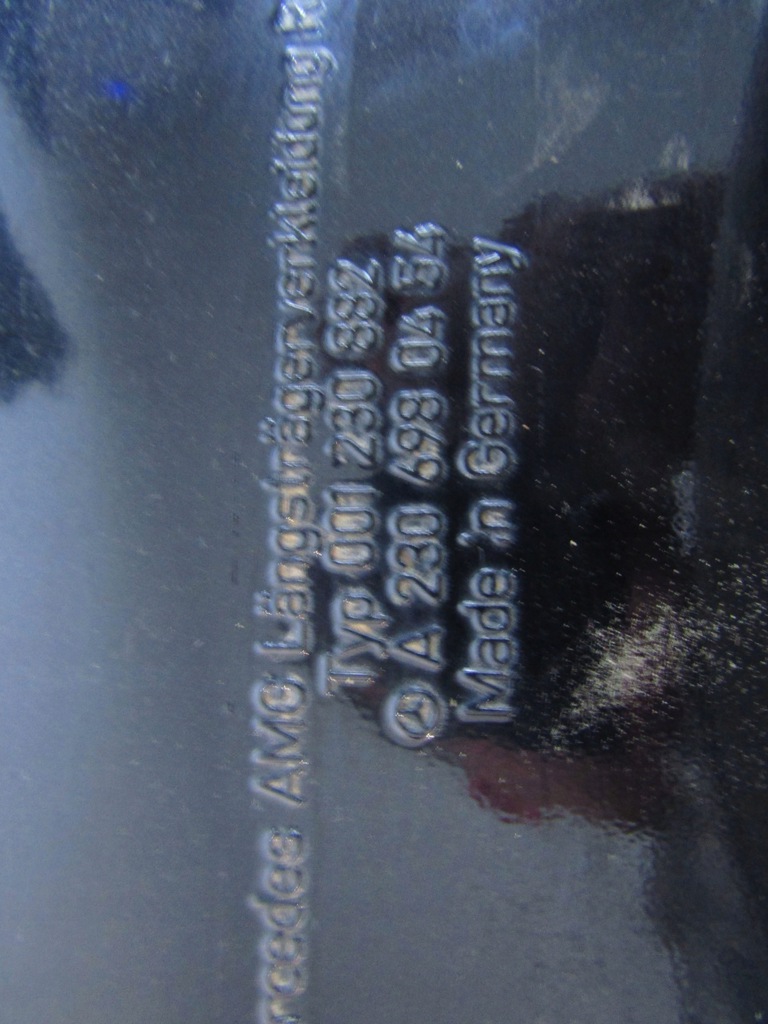 rcedes AMG Längsträgerverkleidung R
Typ 001 230 882
A 230 698 04 54
Made in Germany